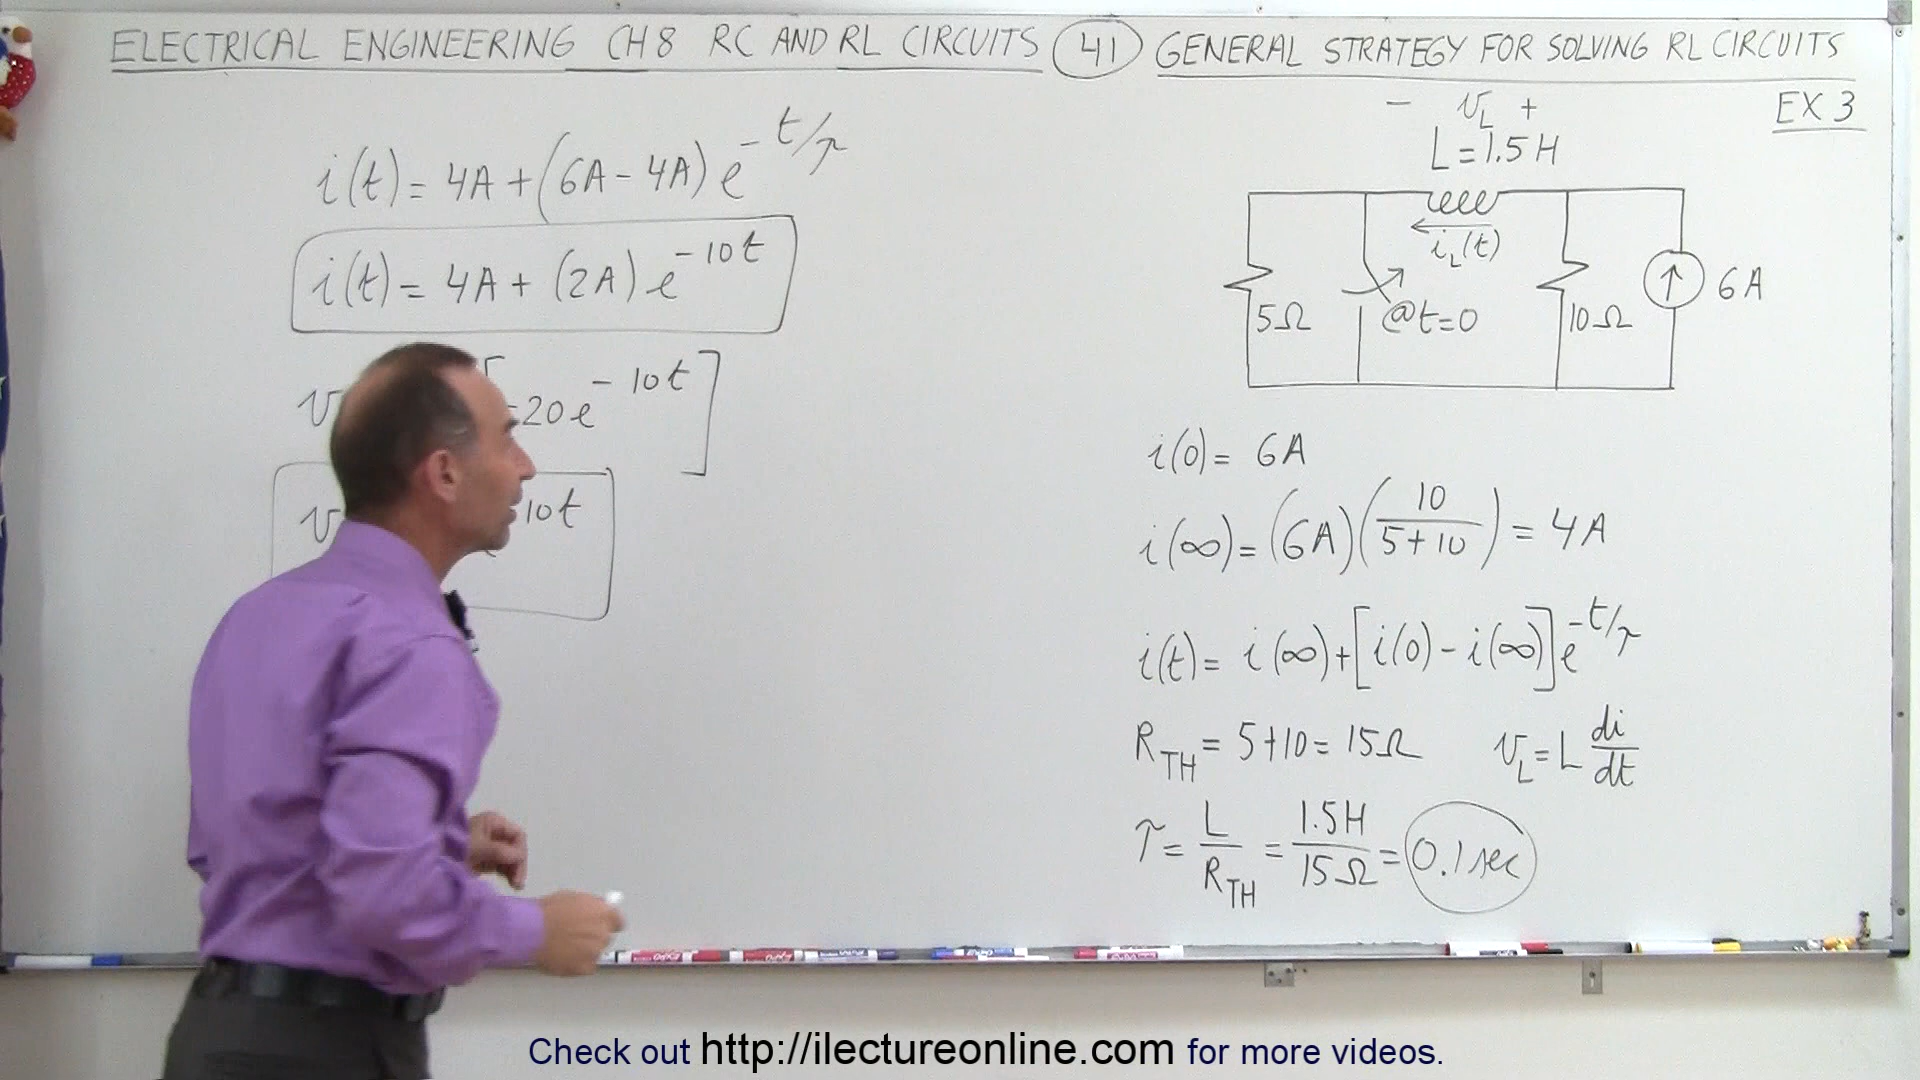 ELECTRICAL ENGINEERING CH 8 RC AND RL CIRCUITS 41 GENERAL STRATEGY FOR SOLVING RL CIRCUITS
EX 3
i(t) = 4A + (6A - 4A) e^-t/τ
i(t) = 4A + (2A) e^-10t
v -20e^-10t ]
v 10t
- v_L +
L = 1.5 H
i_L(t)
5Ω
@t=0
10Ω
6A
i(0) = 6A
i(∞) = (6A)(10/(5+10)) = 4A
i(t) = i(∞) + [i(0) - i(∞)] e^-t/τ
R_TH = 5+10 = 15Ω v_L = L di/dt
τ = L/R_TH = 1.5H/15Ω = 0.1 sec
Check out http://ilectureonline.com for more videos.